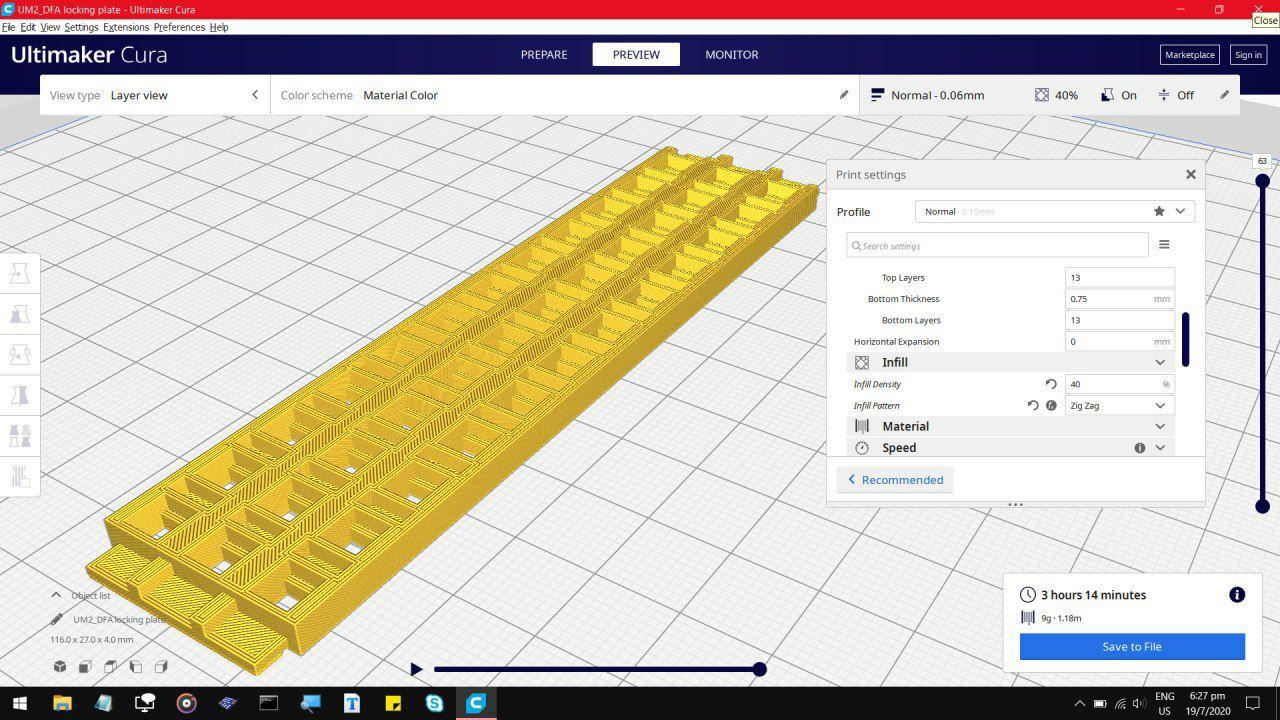 UM2_DFA locking plate - Ultimaker Cura
Close
File Edit View Settings Extensions Preferences Help
Ultimaker Cura
PREPARE PREVIEW MONITOR
Marketplace Sign in
View type Layer view
Color scheme Material Color
Normal - 0.06mm 40% On Off
63
Print settings
Profile Normal - 0.15mm
Search settings
Top Layers 13
Bottom Thickness 0.75 mm
Bottom Layers 13
Horizontal Expansion 0 mm
Infill
Infill Density 40 %
Infill Pattern Zig Zag
Material
Speed
Recommended
Object list
UM2_DFA locking plate
116.0 x 27.0 x 4.0 mm
3 hours 14 minutes
9g · 1.18m
Save to File
ENG
US
6:27 pm
19/7/2020